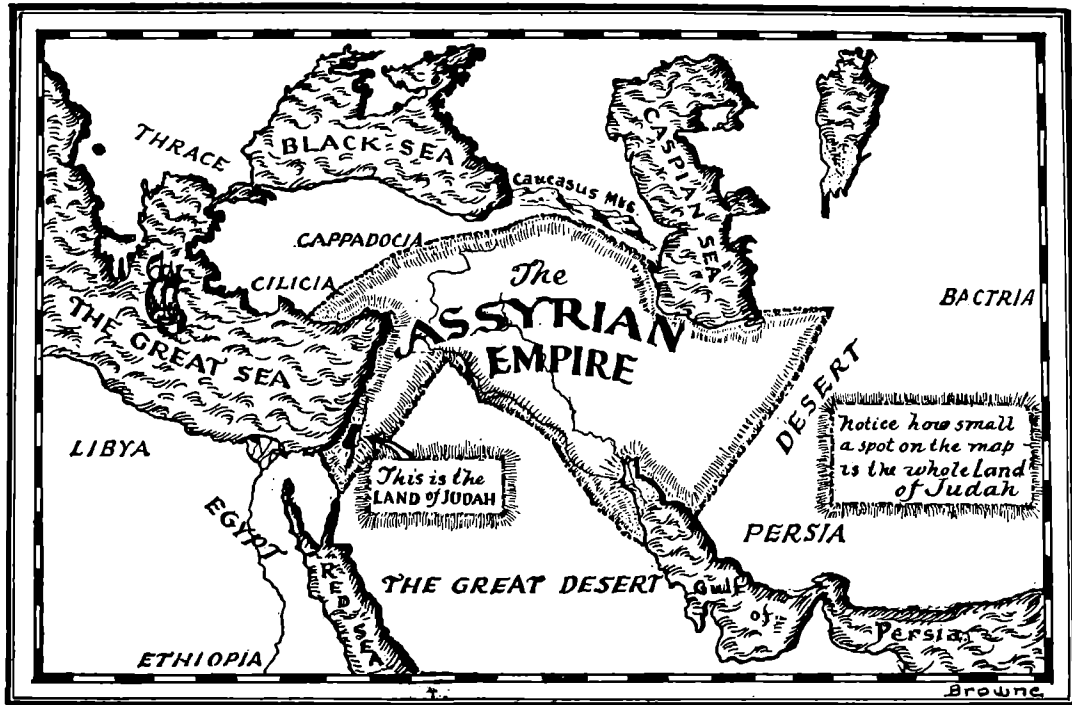 THRACE
BLACK SEA
CASPIAN SEA
Caucasus Mts.
CAPPADOCIA
CILICIA
The
ASSYRIAN
EMPIRE
BACTRIA
THE GREAT SEA
DESERT
Notice how small
a spot on the map
is the whole Land
of Judah
LIBYA
This is the
LAND of JUDAH
EGYPT
PERSIA
THE GREAT DESERT
RED SEA
Gulf
of
Persia
ETHIOPIA
Browne